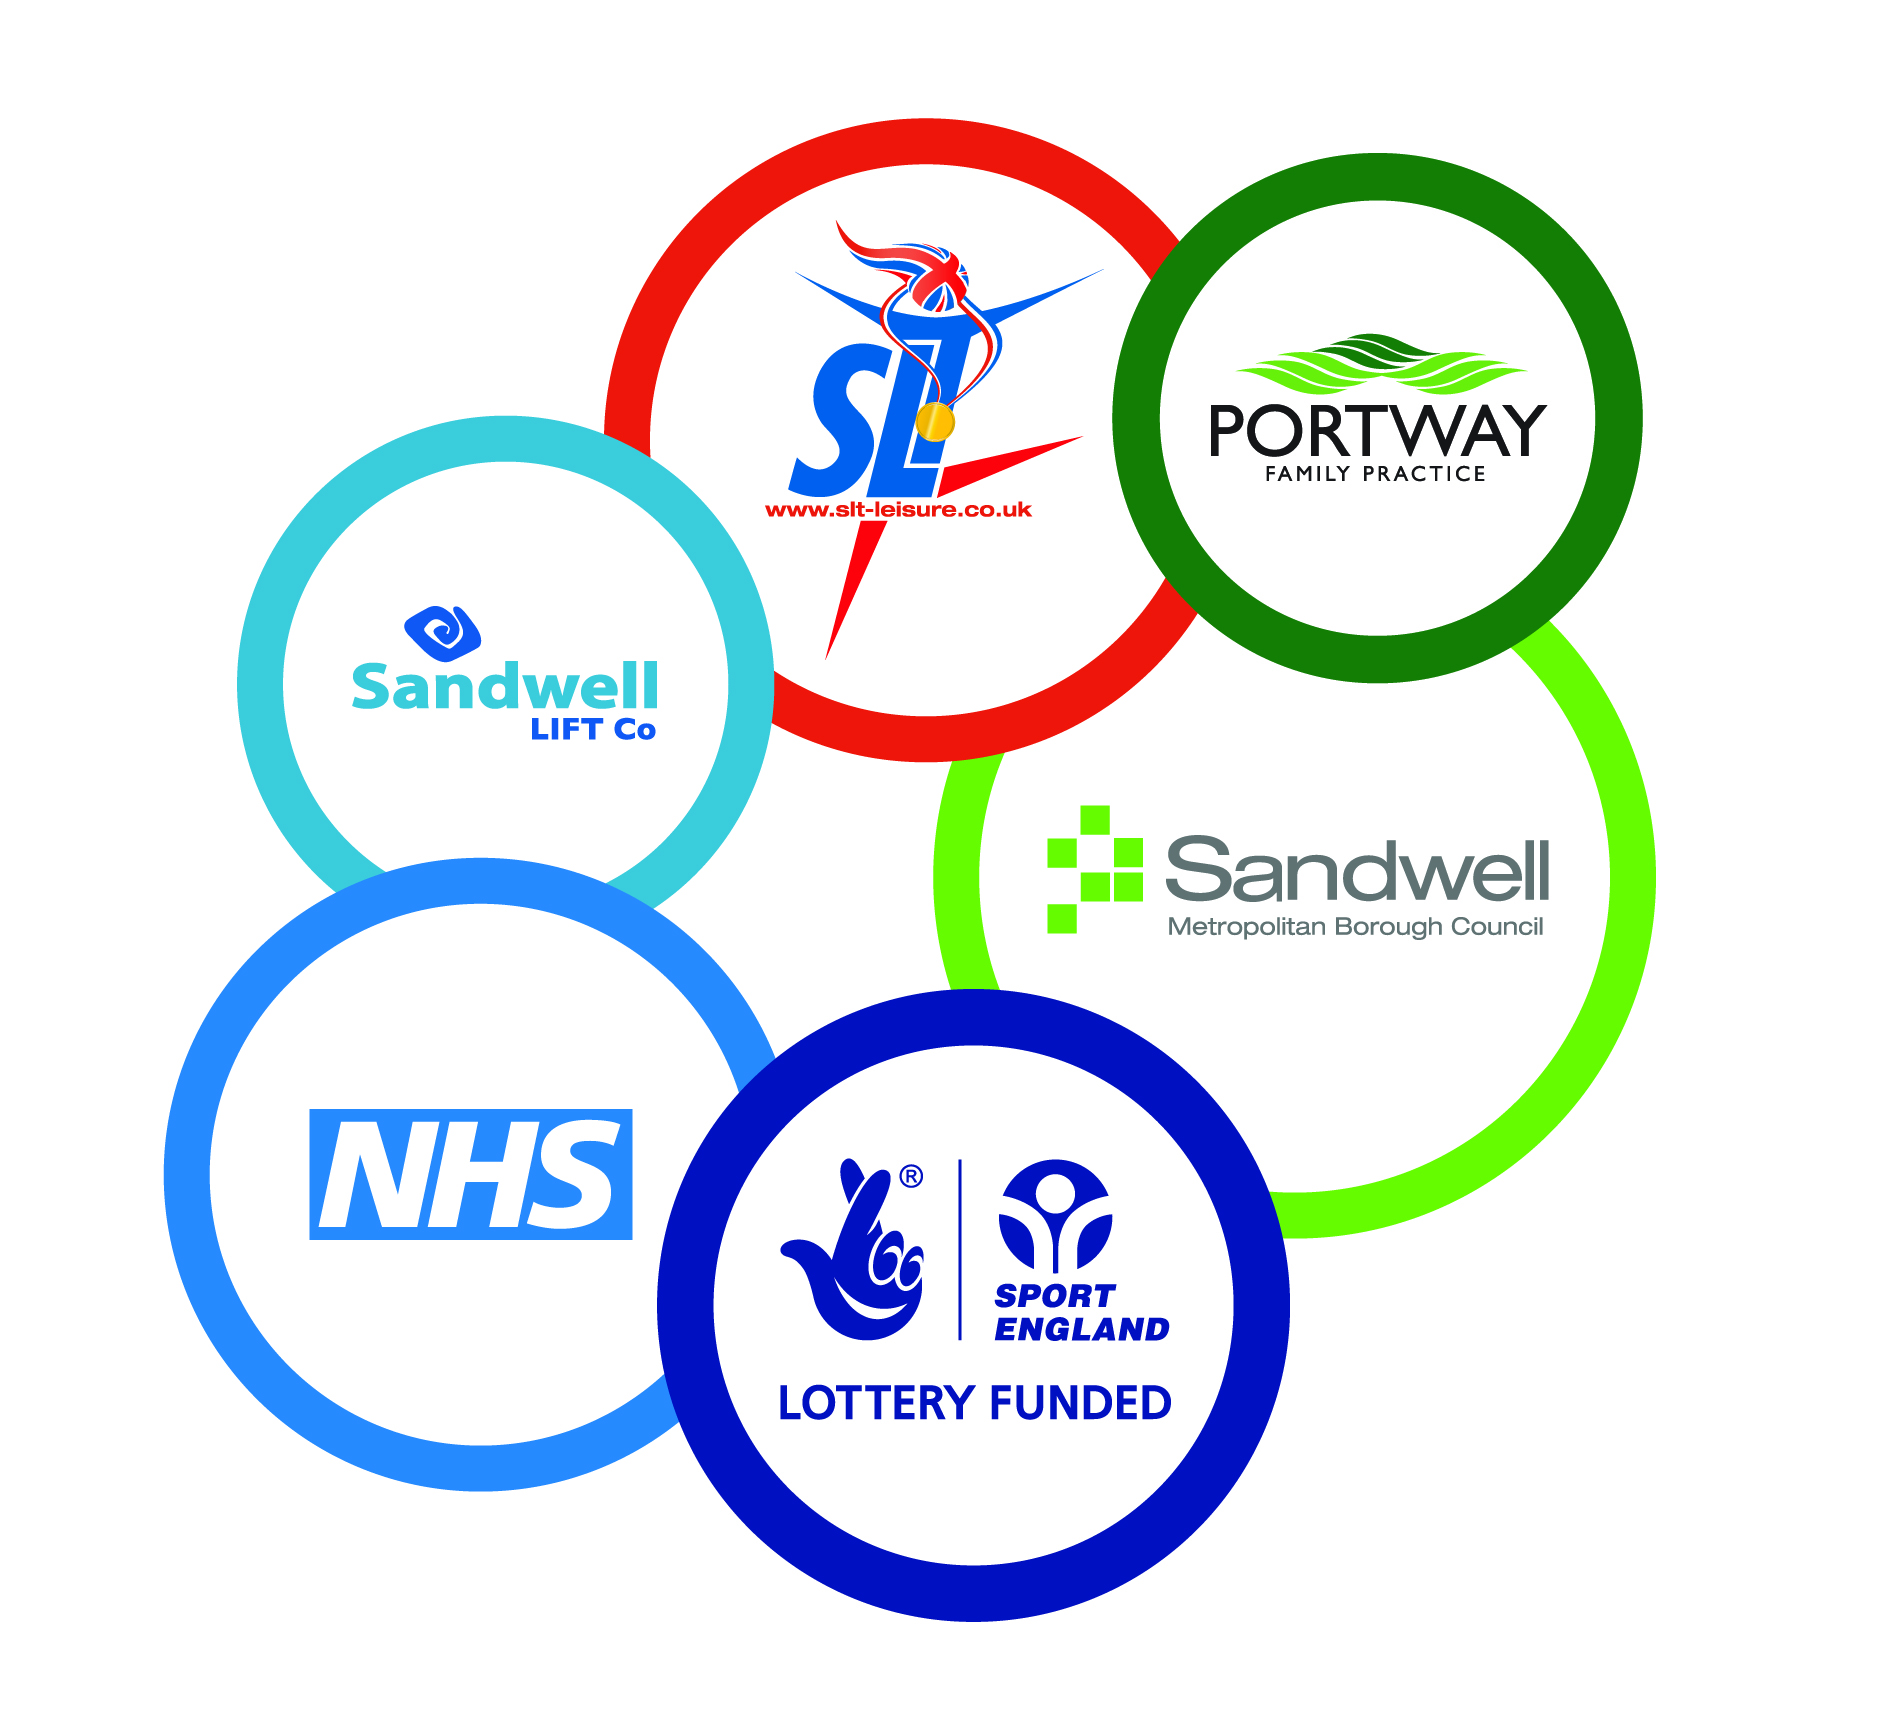 SLT
www.slt-leisure.co.uk
PORTWAY
FAMILY PRACTICE
Sandwell
LIFT Co
Sandwell
Metropolitan Borough Council
NHS
®
SPORT
ENGLAND
LOTTERY FUNDED